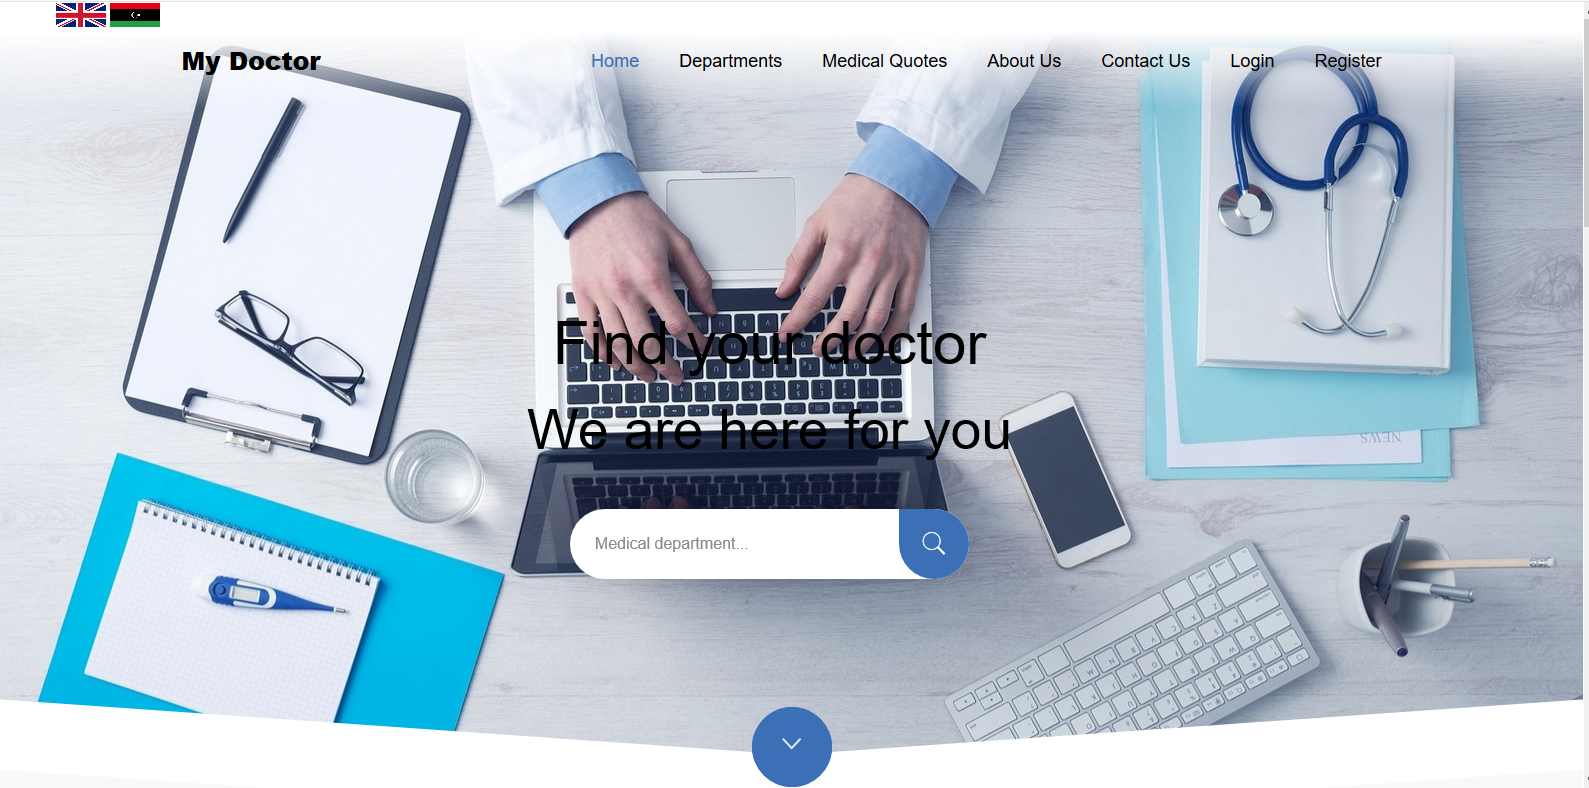 My Doctor
Home Departments Medical Quotes About Us Contact Us Login Register
Find your doctor
We are here for you
NEWS
Medical department...